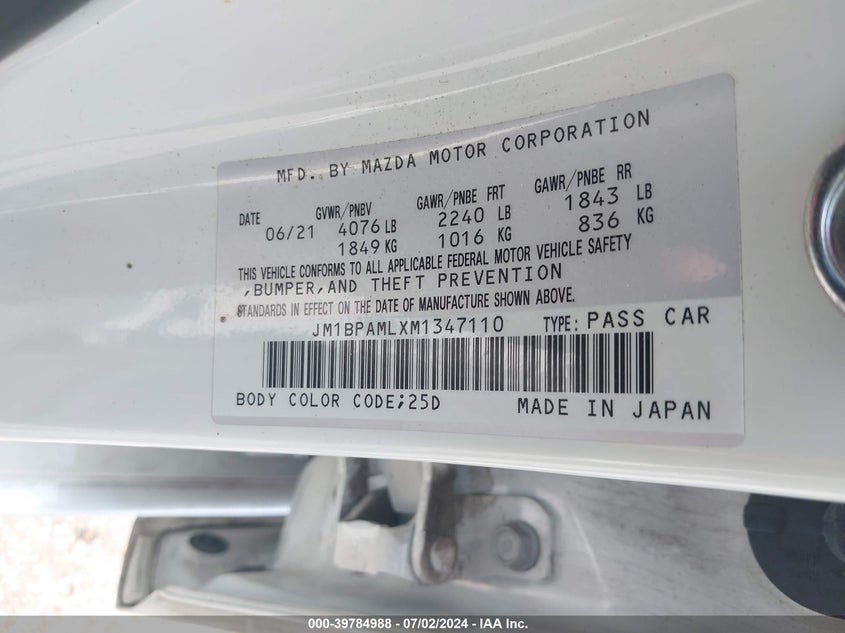 MFD. BY MAZDA MOTOR CORPORATION
DATE GVWR/PNBV GAWR/PNBE FRT GAWR/PNBE RR
06/21 4076 LB 2240 LB 1843 LB
1849 KG 1016 KG 836 KG
THIS VEHICLE CONFORMS TO ALL APPLICABLE FEDERAL MOTOR VEHICLE SAFETY
,BUMPER,AND THEFT PREVENTION
STANDARDS IN EFFECT ON THE DATE OF MANUFACTURE SHOWN ABOVE.
JM1BPAMLXM1347110 TYPE: PASS CAR
BODY COLOR CODE;25D MADE IN JAPAN
000-39784988 - 07/02/2024 - IAA Inc.